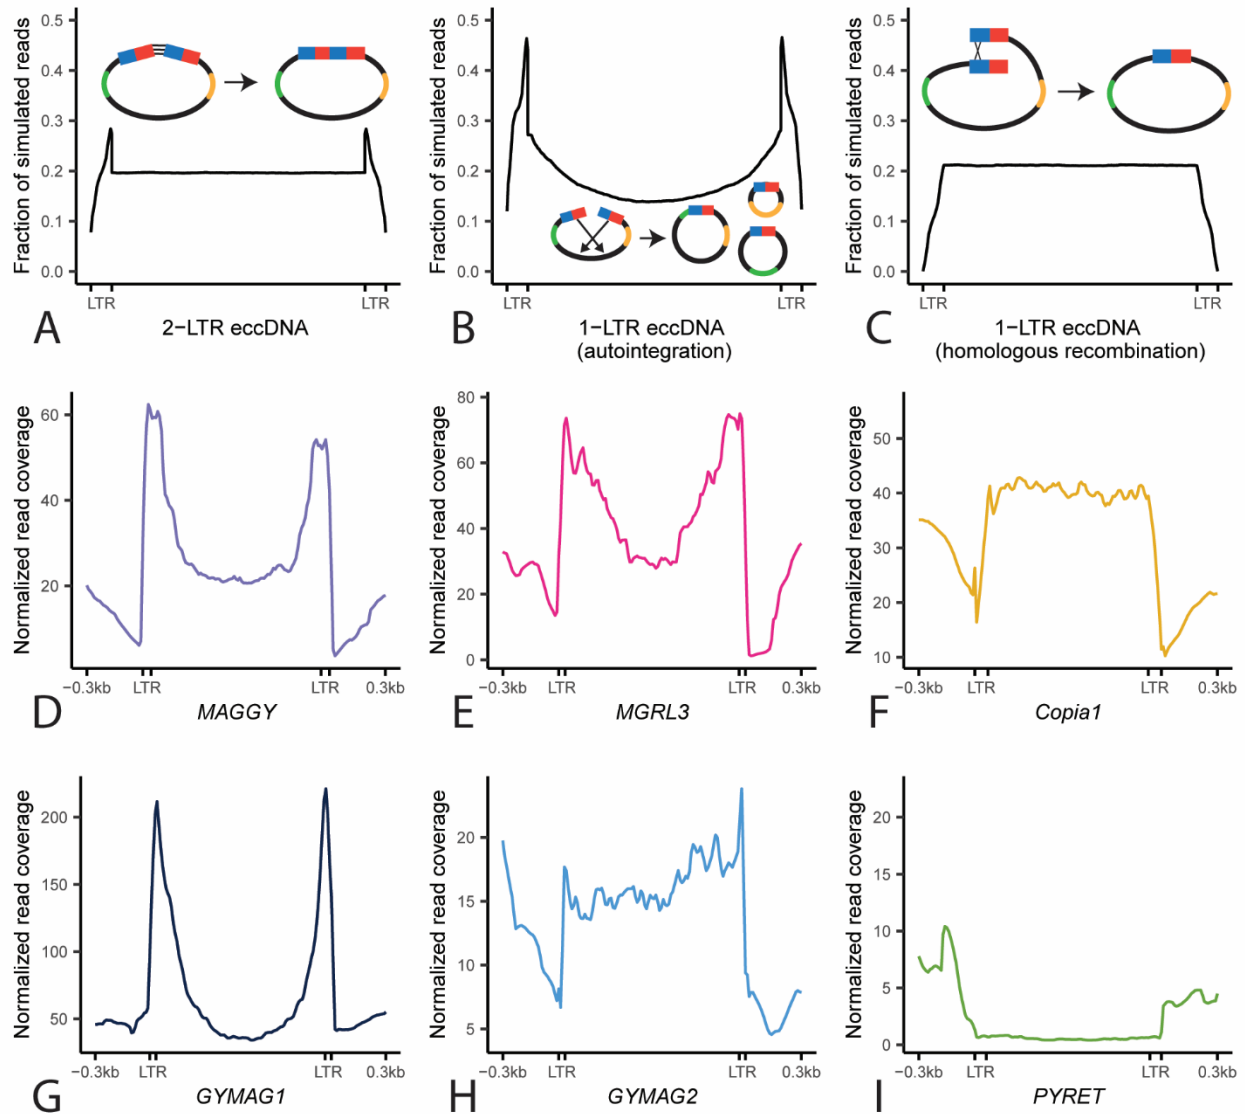 Fraction of simulated reads
0.5
0.4
0.3
0.2
0.1
0.0
LTR
LTR
A
2−LTR eccDNA
Fraction of simulated reads
0.5
0.4
0.3
0.2
0.1
0.0
LTR
LTR
B
1−LTR eccDNA
(autointegration)
Fraction of simulated reads
0.5
0.4
0.3
0.2
0.1
0.0
LTR
LTR
C
1−LTR eccDNA
(homologous recombination)
Normalized read coverage
60
40
20
−0.3kb
LTR
LTR
0.3kb
D
MAGGY
Normalized read coverage
80
60
40
20
0
−0.3kb
LTR
LTR
0.3kb
E
MGRL3
Normalized read coverage
50
40
30
20
10
−0.3kb
LTR
LTR
0.3kb
F
Copia1
Normalized read coverage
200
150
100
50
−0.3kb
LTR
LTR
0.3kb
G
GYMAG1
Normalized read coverage
20
15
10
5
−0.3kb
LTR
LTR
0.3kb
H
GYMAG2
Normalized read coverage
20
15
10
5
0
−0.3kb
LTR
LTR
0.3kb
I
PYRET